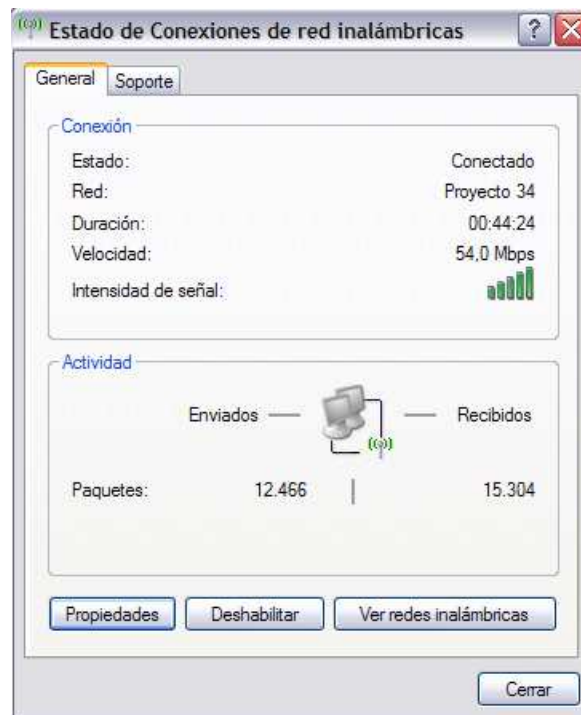 Estado de Conexiones de red inalámbricas
General Soporte
Conexión
Estado: Conectado
Red: Proyecto 34
Duración: 00:44:24
Velocidad: 54,0 Mbps
Intensidad de señal:
Actividad
Enviados Recibidos
Paquetes: 12.466 15.304
Propiedades Deshabilitar Ver redes inalámbricas
Cerrar